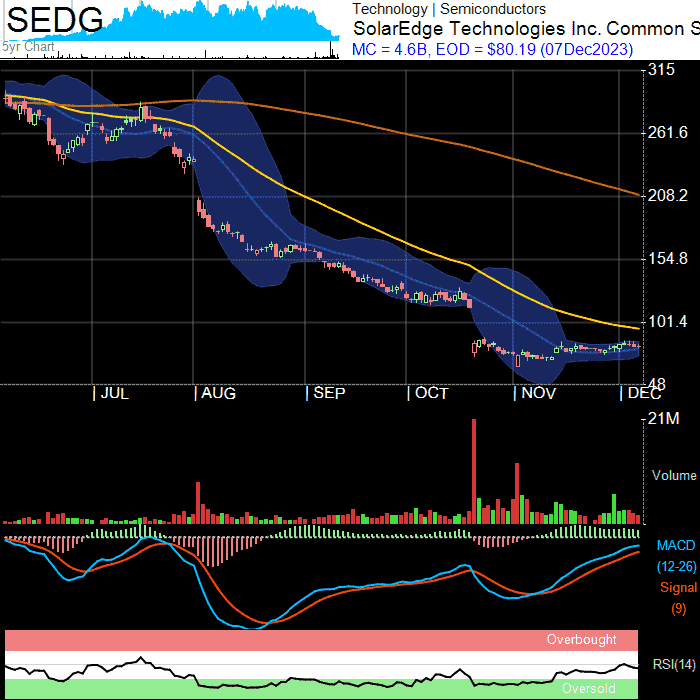 SEDG
5yr Chart
Technology | Semiconductors
SolarEdge Technologies Inc. Common S
MC = 4.6B, EOD = $80.19 (07Dec2023)
315
261.6
208.2
154.8
101.4
48
| JUL | AUG | SEP | OCT | NOV | DEC
21M
Volume
MACD
(12-26)
Signal
(9)
Overbought
RSI(14)
Oversold